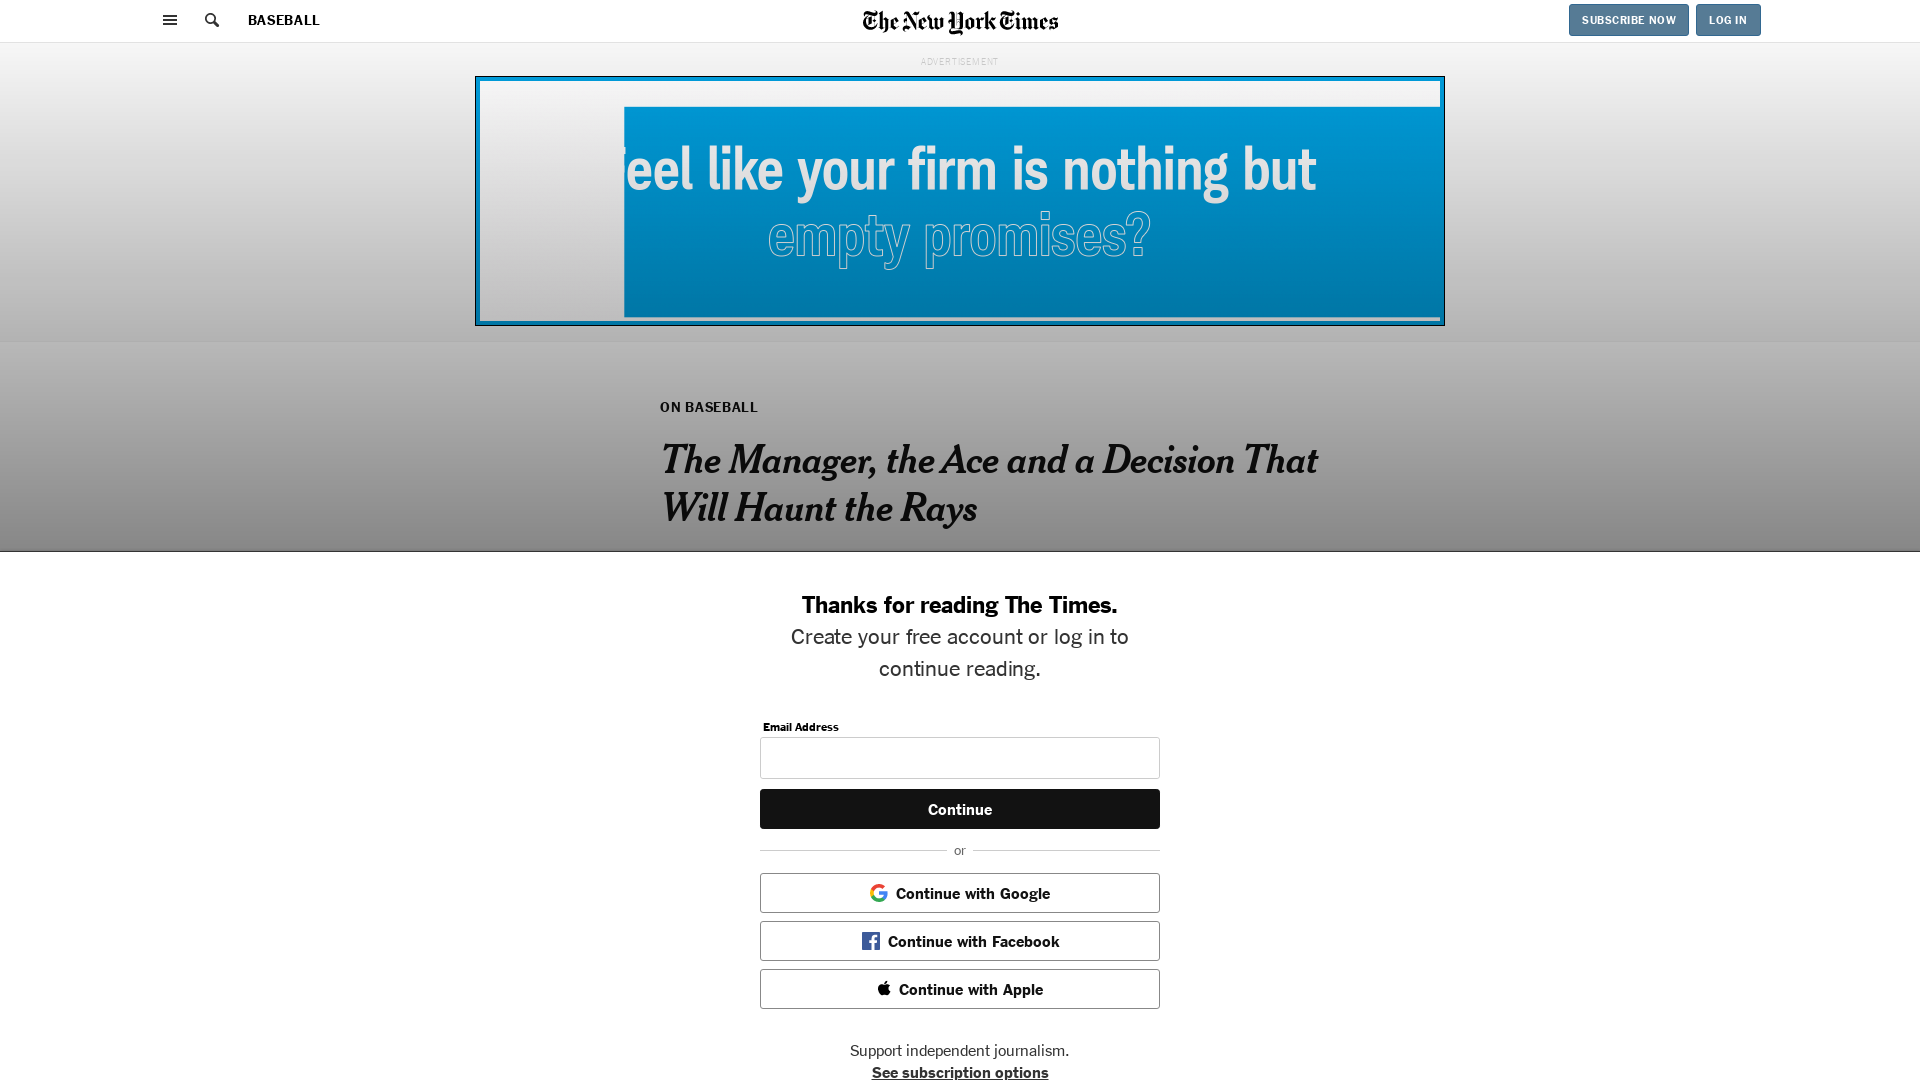 BASEBALL
The New York Times
SUBSCRIBE NOW
LOG IN
ADVERTISEMENT
feel like your firm is nothing but
empty promises?
ON BASEBALL
The Manager, the Ace and a Decision That
Will Haunt the Rays
Thanks for reading The Times.
Create your free account or log in to
continue reading.
Email Address
Continue
or
Continue with Google
Continue with Facebook
Continue with Apple
Support independent journalism.
See subscription options